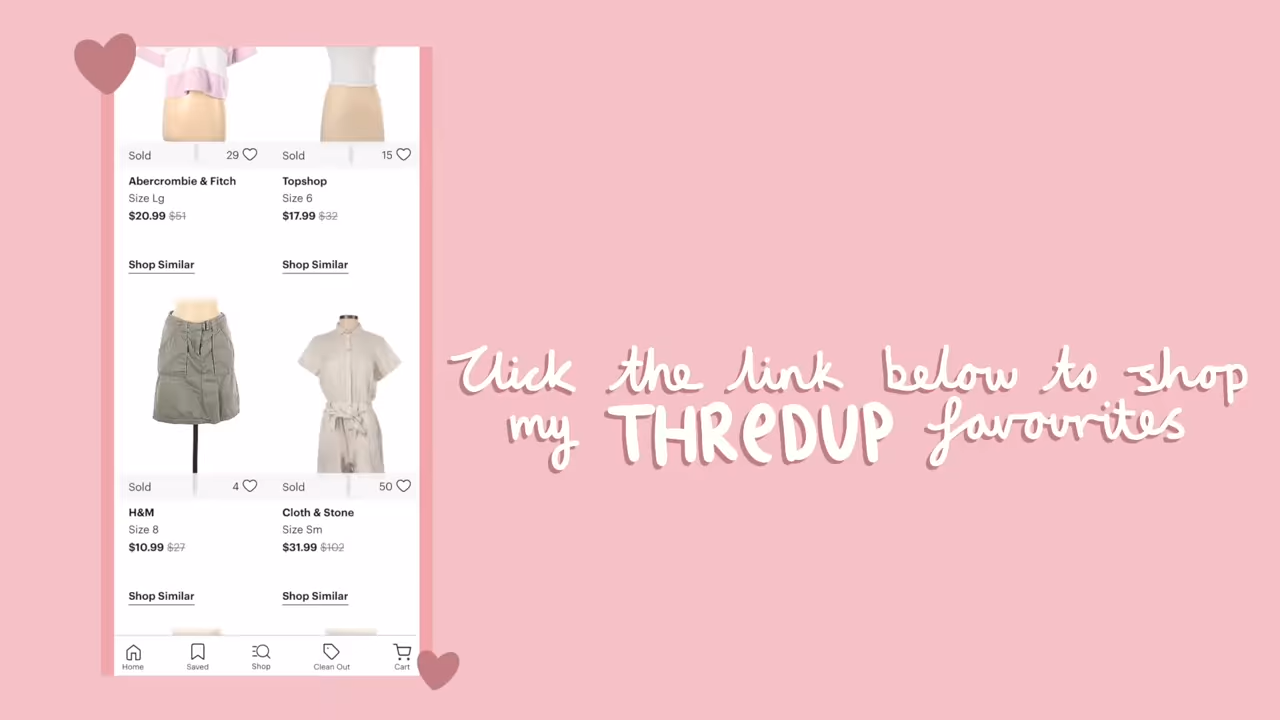 Sold 29
Sold 15
Abercrombie & Fitch
Size Lg
$20.99 $51
Topshop
Size 6
$17.99 $32
Shop Similar
Shop Similar
Sold 4
Sold 50
H&M
Size 8
$10.99 $27
Cloth & Stone
Size Sm
$31.99 $102
Shop Similar
Shop Similar
Home
Saved
Shop
Clean Out
Cart
Click the link below to shop
my THReDUP favourites